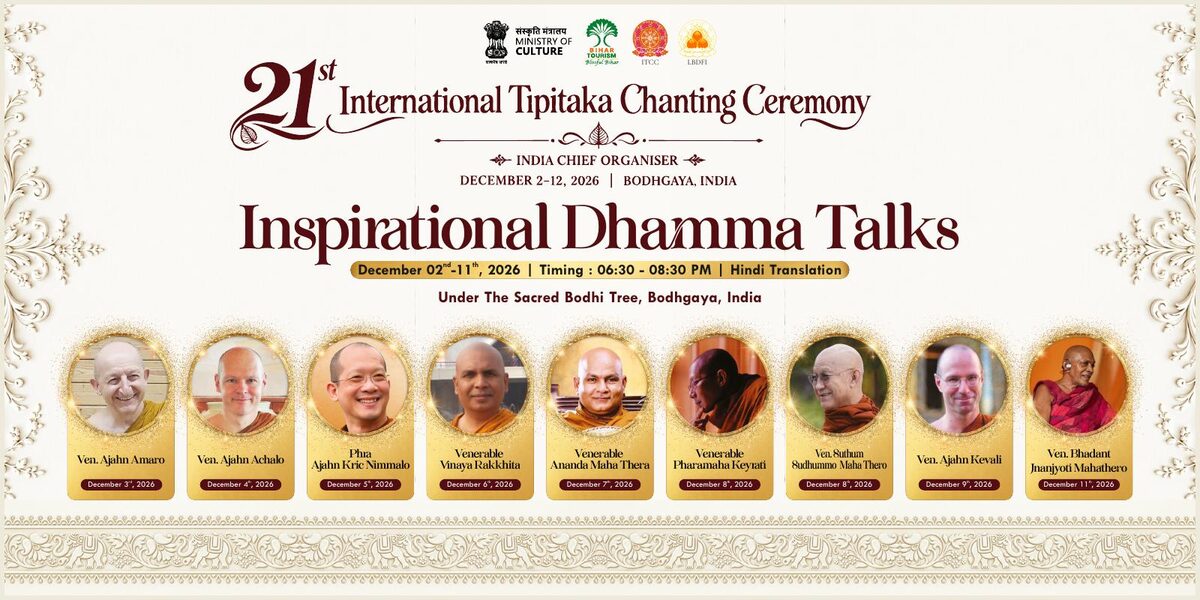 संस्कृति मंत्रालय
MINISTRY OF
CULTURE
BIHAR
TOURISM
Blissful Bihar
ITCC
LBDFI
21st International Tipitaka Chanting Ceremony
INDIA CHIEF ORGANISER
DECEMBER 2-12, 2026 | BODHGAYA, INDIA
Inspirational Dhamma Talks
December 02nd-11th, 2026 | Timing : 06:30 - 08:30 PM | Hindi Translation
Under The Sacred Bodhi Tree, Bodhgaya, India
Ven. Ajahn Amaro
December 3rd, 2026
Ven. Ajahn Achalo
December 4th, 2026
Phra
Ajahn Kric Nimmalo
December 5th, 2026
Venerable
Vinaya Rakkhita
December 6th, 2026
Venerable
Ananda Maha Thera
December 7th, 2026
Venerable
Pharamaha Keyrati
December 8th, 2026
Ven. Suthum
Sudhummo Maha Thero
December 8th, 2026
Ven. Ajahn Kevali
December 9th, 2026
Ven. Bhadant
Jnanjyoti Mahathero
December 11th, 2026